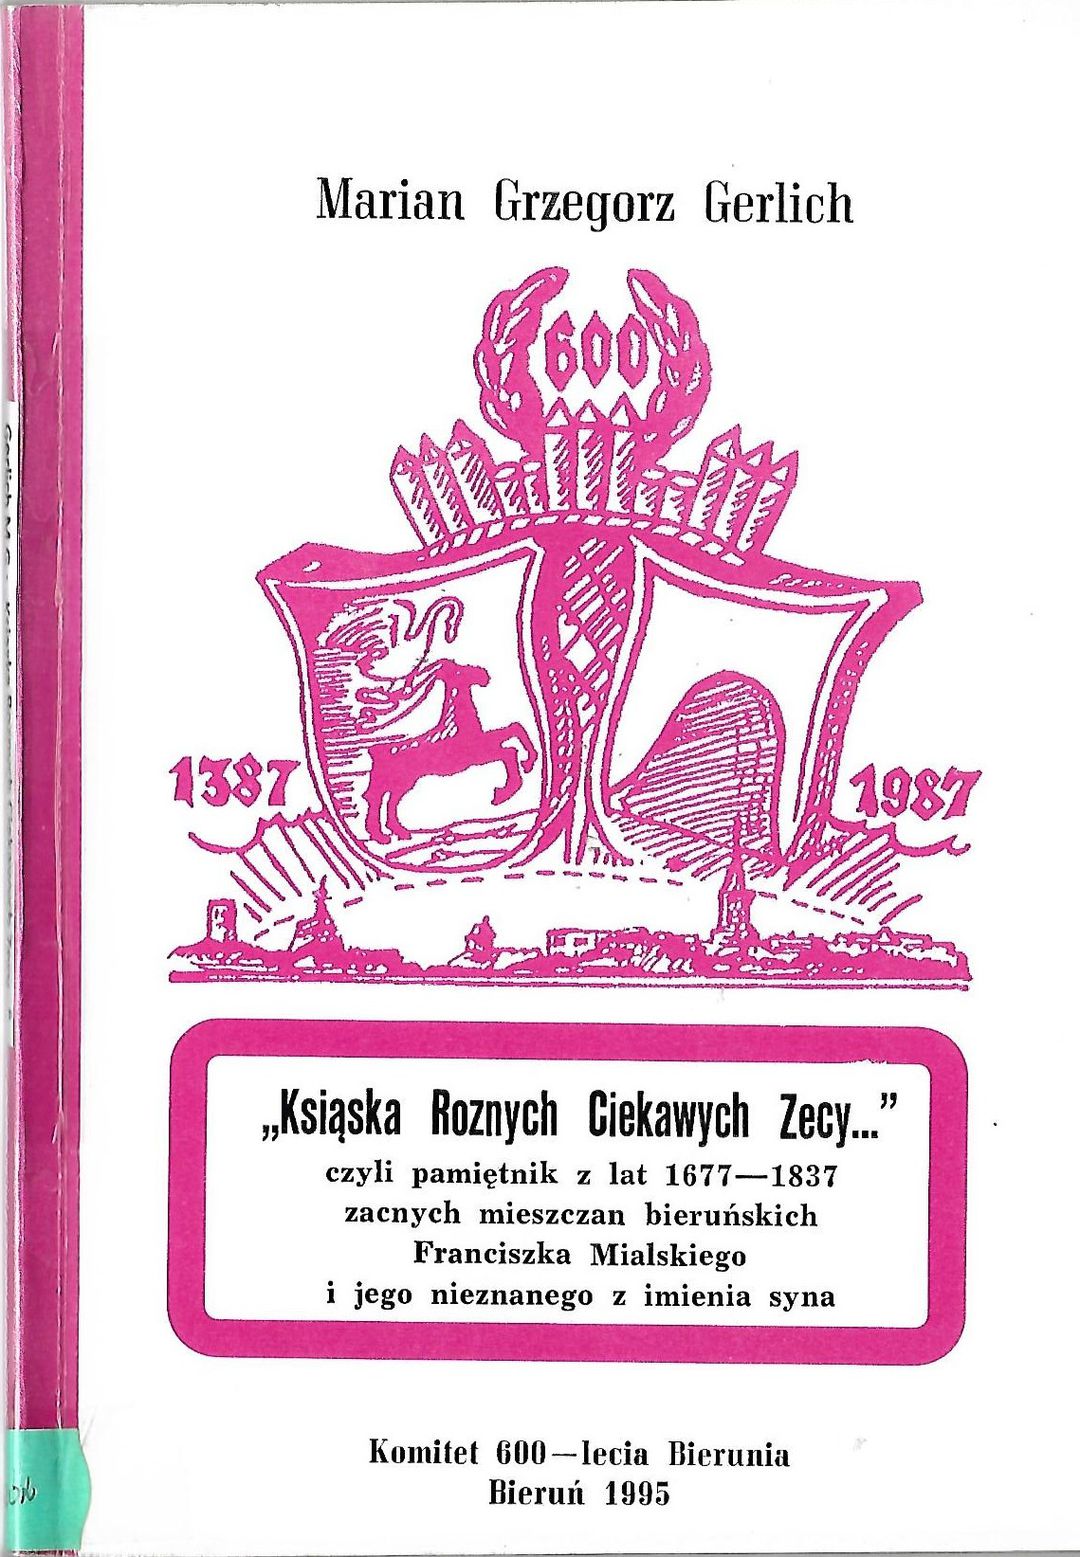 Marian Grzegorz Gerlich
600
1387
1987
„Książka Roznych Ciekawych Zecy...”
czyli pamiętnik z lat 1677—1837
zacnych mieszczan bieruńskich
Franciszka Mialskiego
i jego nieznanego z imienia syna
Komitet 600—lecia Bierunia
Bieruń 1995